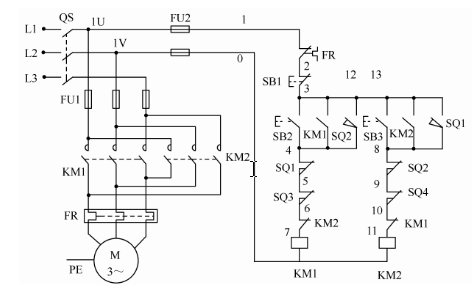 QS FU2 1
L1 1U
L2 1V 0 FR
L3 2
SB1 12 13
3
FU1
SB2 KM1 SQ2 SB3 KM2 SQ1
4 8
KM1 KM2 SQ1 SQ2
5 9
SQ3 SQ4
6 10
FR KM2 KM1
7 11
M
3～
PE
KM1 KM2